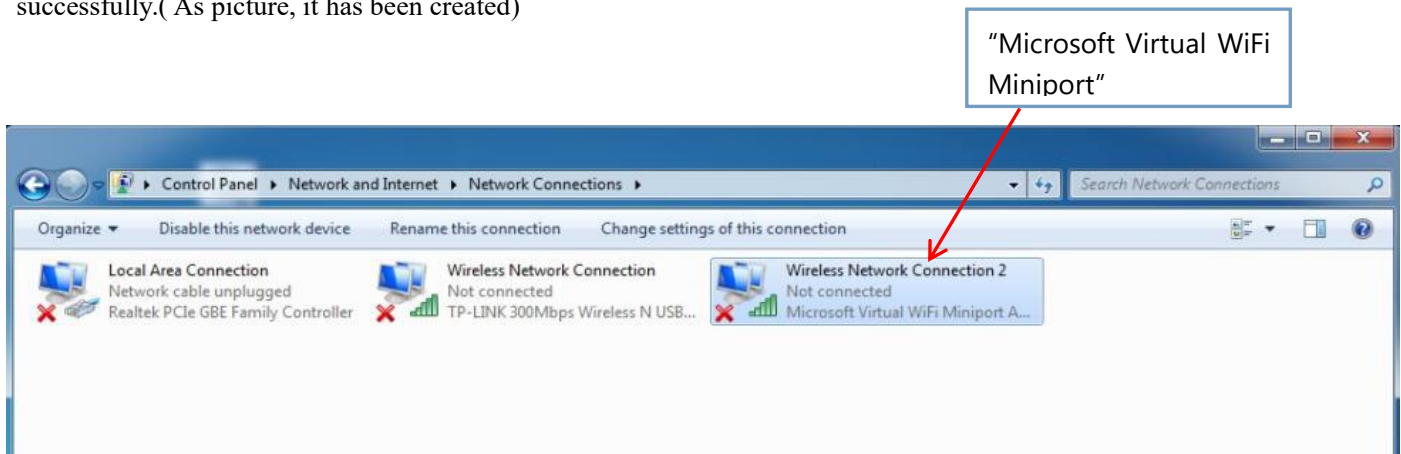 successfully.( As picture, it has been created)
“Microsoft Virtual WiFi
Miniport”
Control Panel Network and Internet Network Connections
Search Network Connections
Organize Disable this network device Rename this connection Change settings of this connection
Local Area Connection
Network cable unplugged
Realtek PCIe GBE Family Controller
Wireless Network Connection
Not connected
TP-LINK 300Mbps Wireless N USB...
Wireless Network Connection 2
Not connected
Microsoft Virtual WiFi Miniport A...